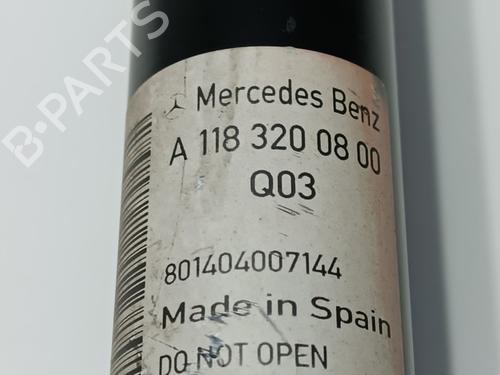 B-PARTS
Mercedes Benz
A 118 320 08 00
Q03
801404007144
Made in Spain
DO NOT OPEN